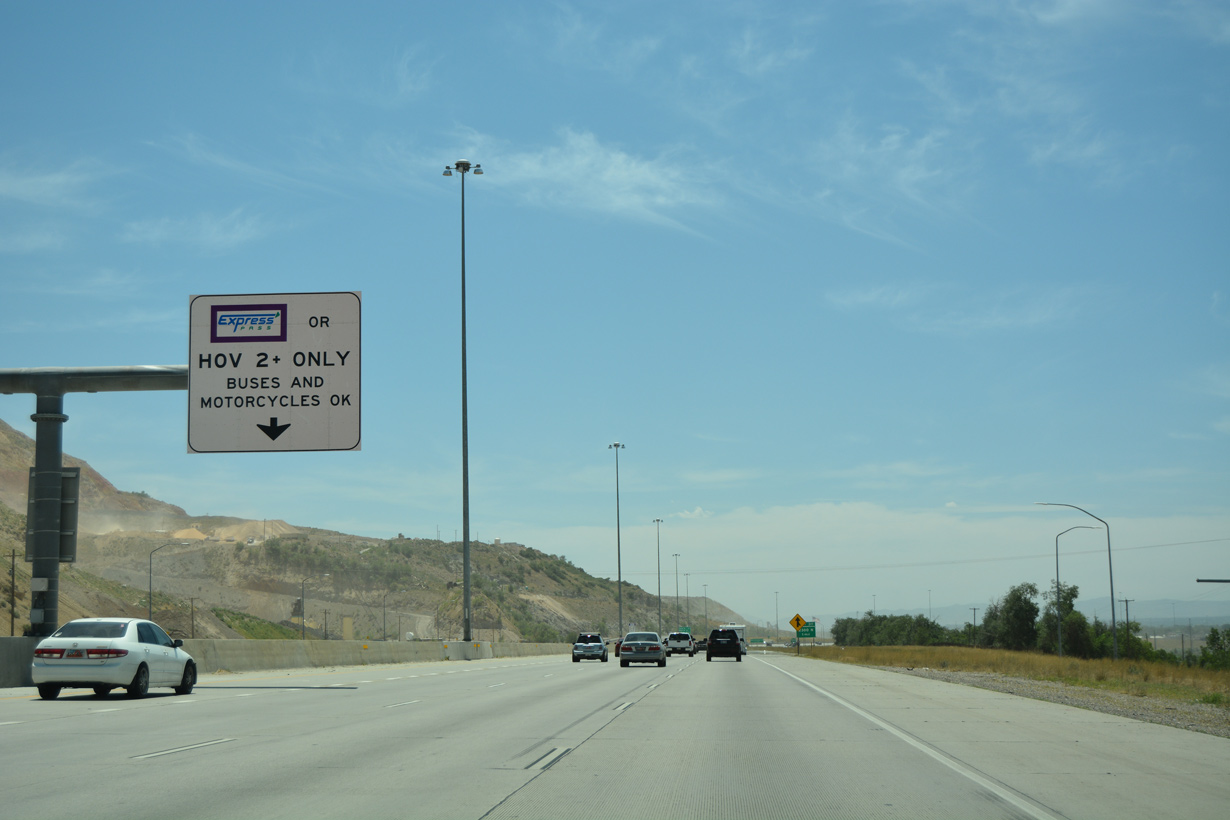 Express OR
PASS
HOV 2+ ONLY
BUSES AND
MOTORCYCLES OK